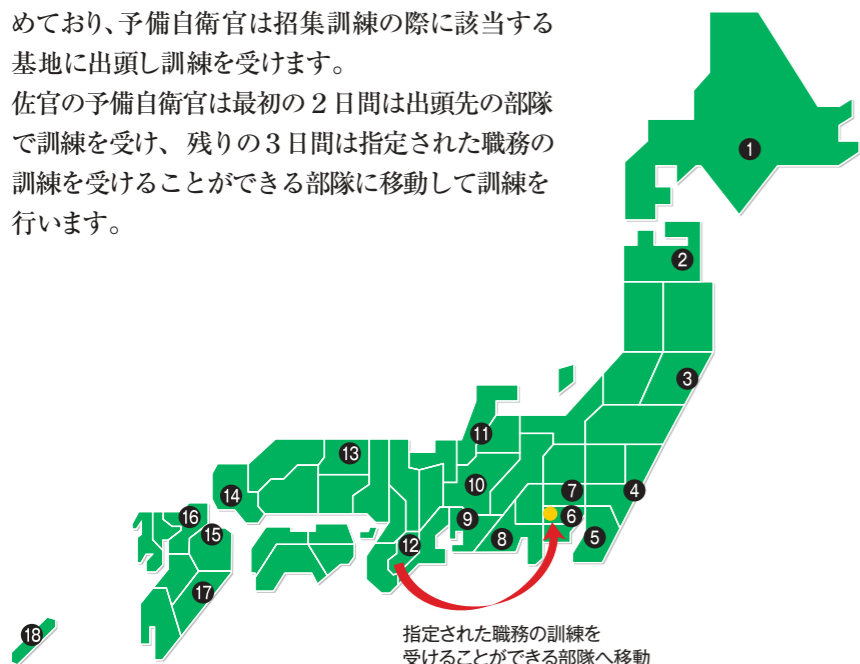 めており、予備自衛官は招集訓練の際に該当する
基地に出頭し訓練を受けます。
佐官の予備自衛官は最初の２日間は出頭先の部隊
で訓練を受け、残りの３日間は指定された職務の
訓練を受けることができる部隊に移動して訓練を
行います。
1
2
3
11
13
10
7
4
14
16
15
9
6
12
8
5
17
18
指定された職務の訓練を
受けることができる部隊へ移動